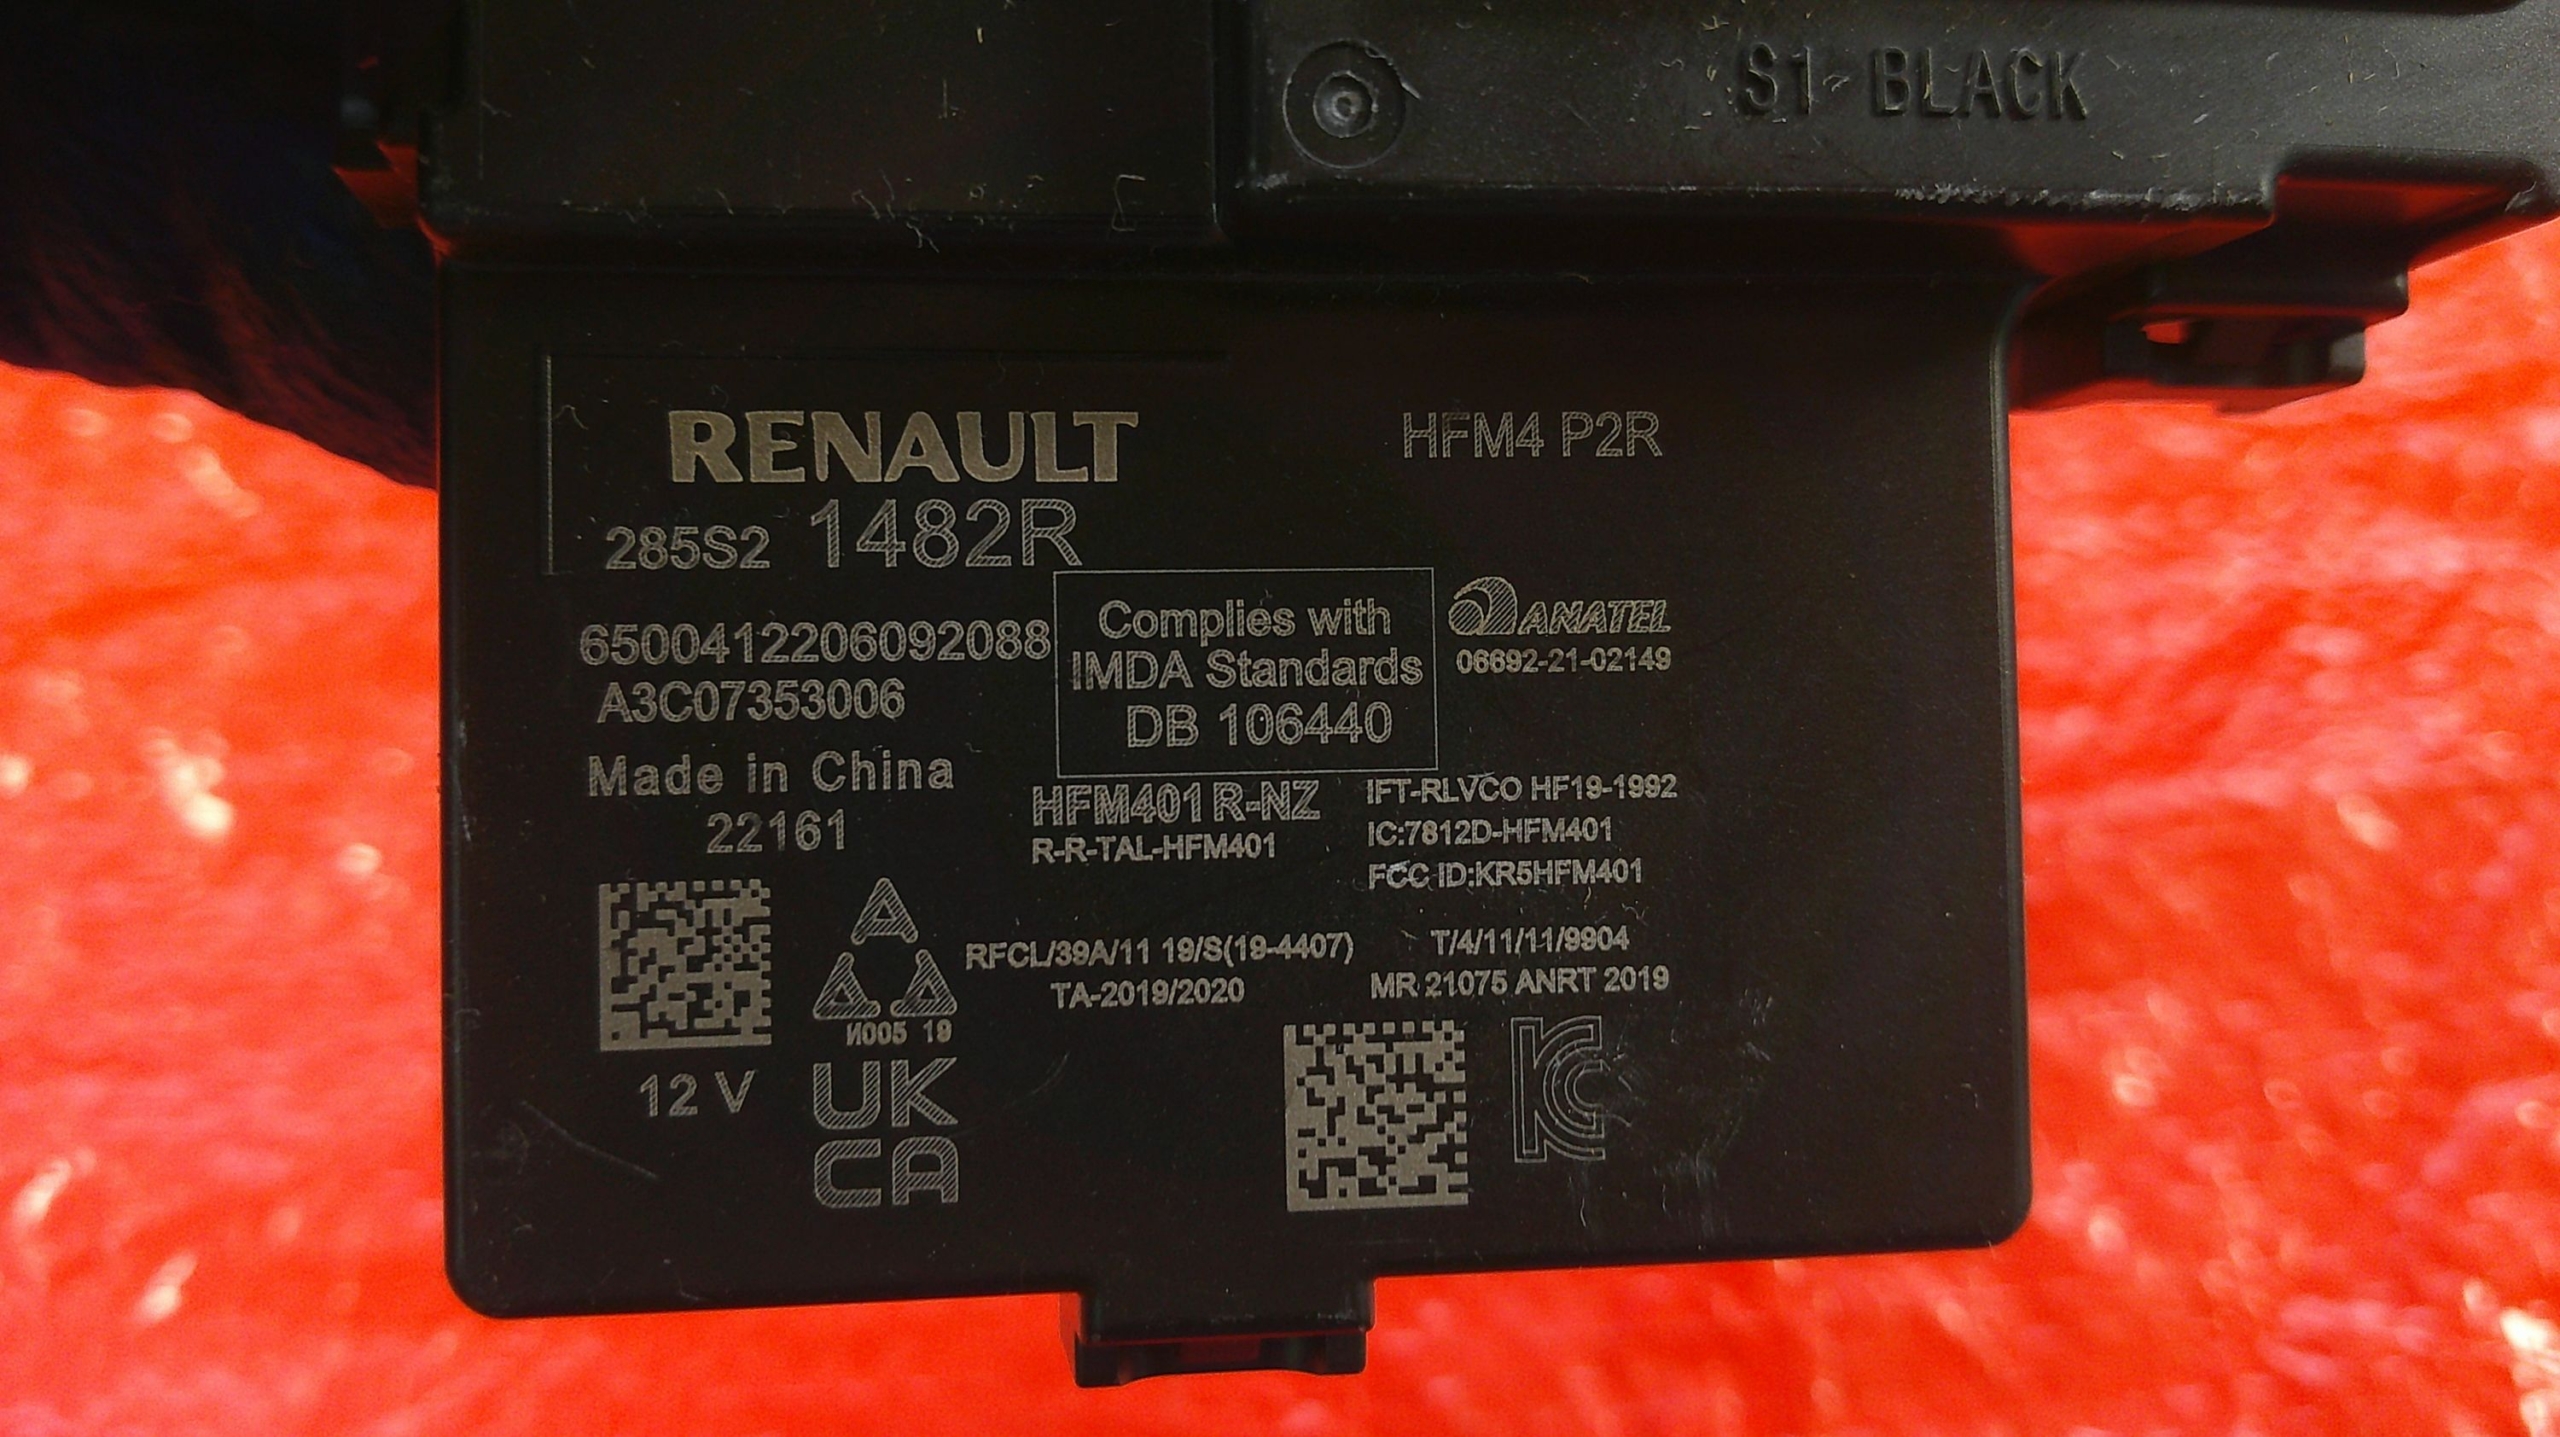 S1- BLACK
RENAULT
HFM4 P2R
285S2 1482R
6500412206092088
A3C07353006
Made in China
22161
Complies with
IMDA Standards
DB 106440
ANATEL
06692-21-02149
HFM401 R-NZ
R-R-TAL-HFM401
IFT-RLVCO HF19-1992
IC:7812D-HFM401
FCC ID:KR5HFM401
RFCL/39A/11 19/S(19-4407)
TA-2019/2020
T/4/11/11/9904
MR 21075 ANRT 2019
И005 19
12 V
UK
CA
KC